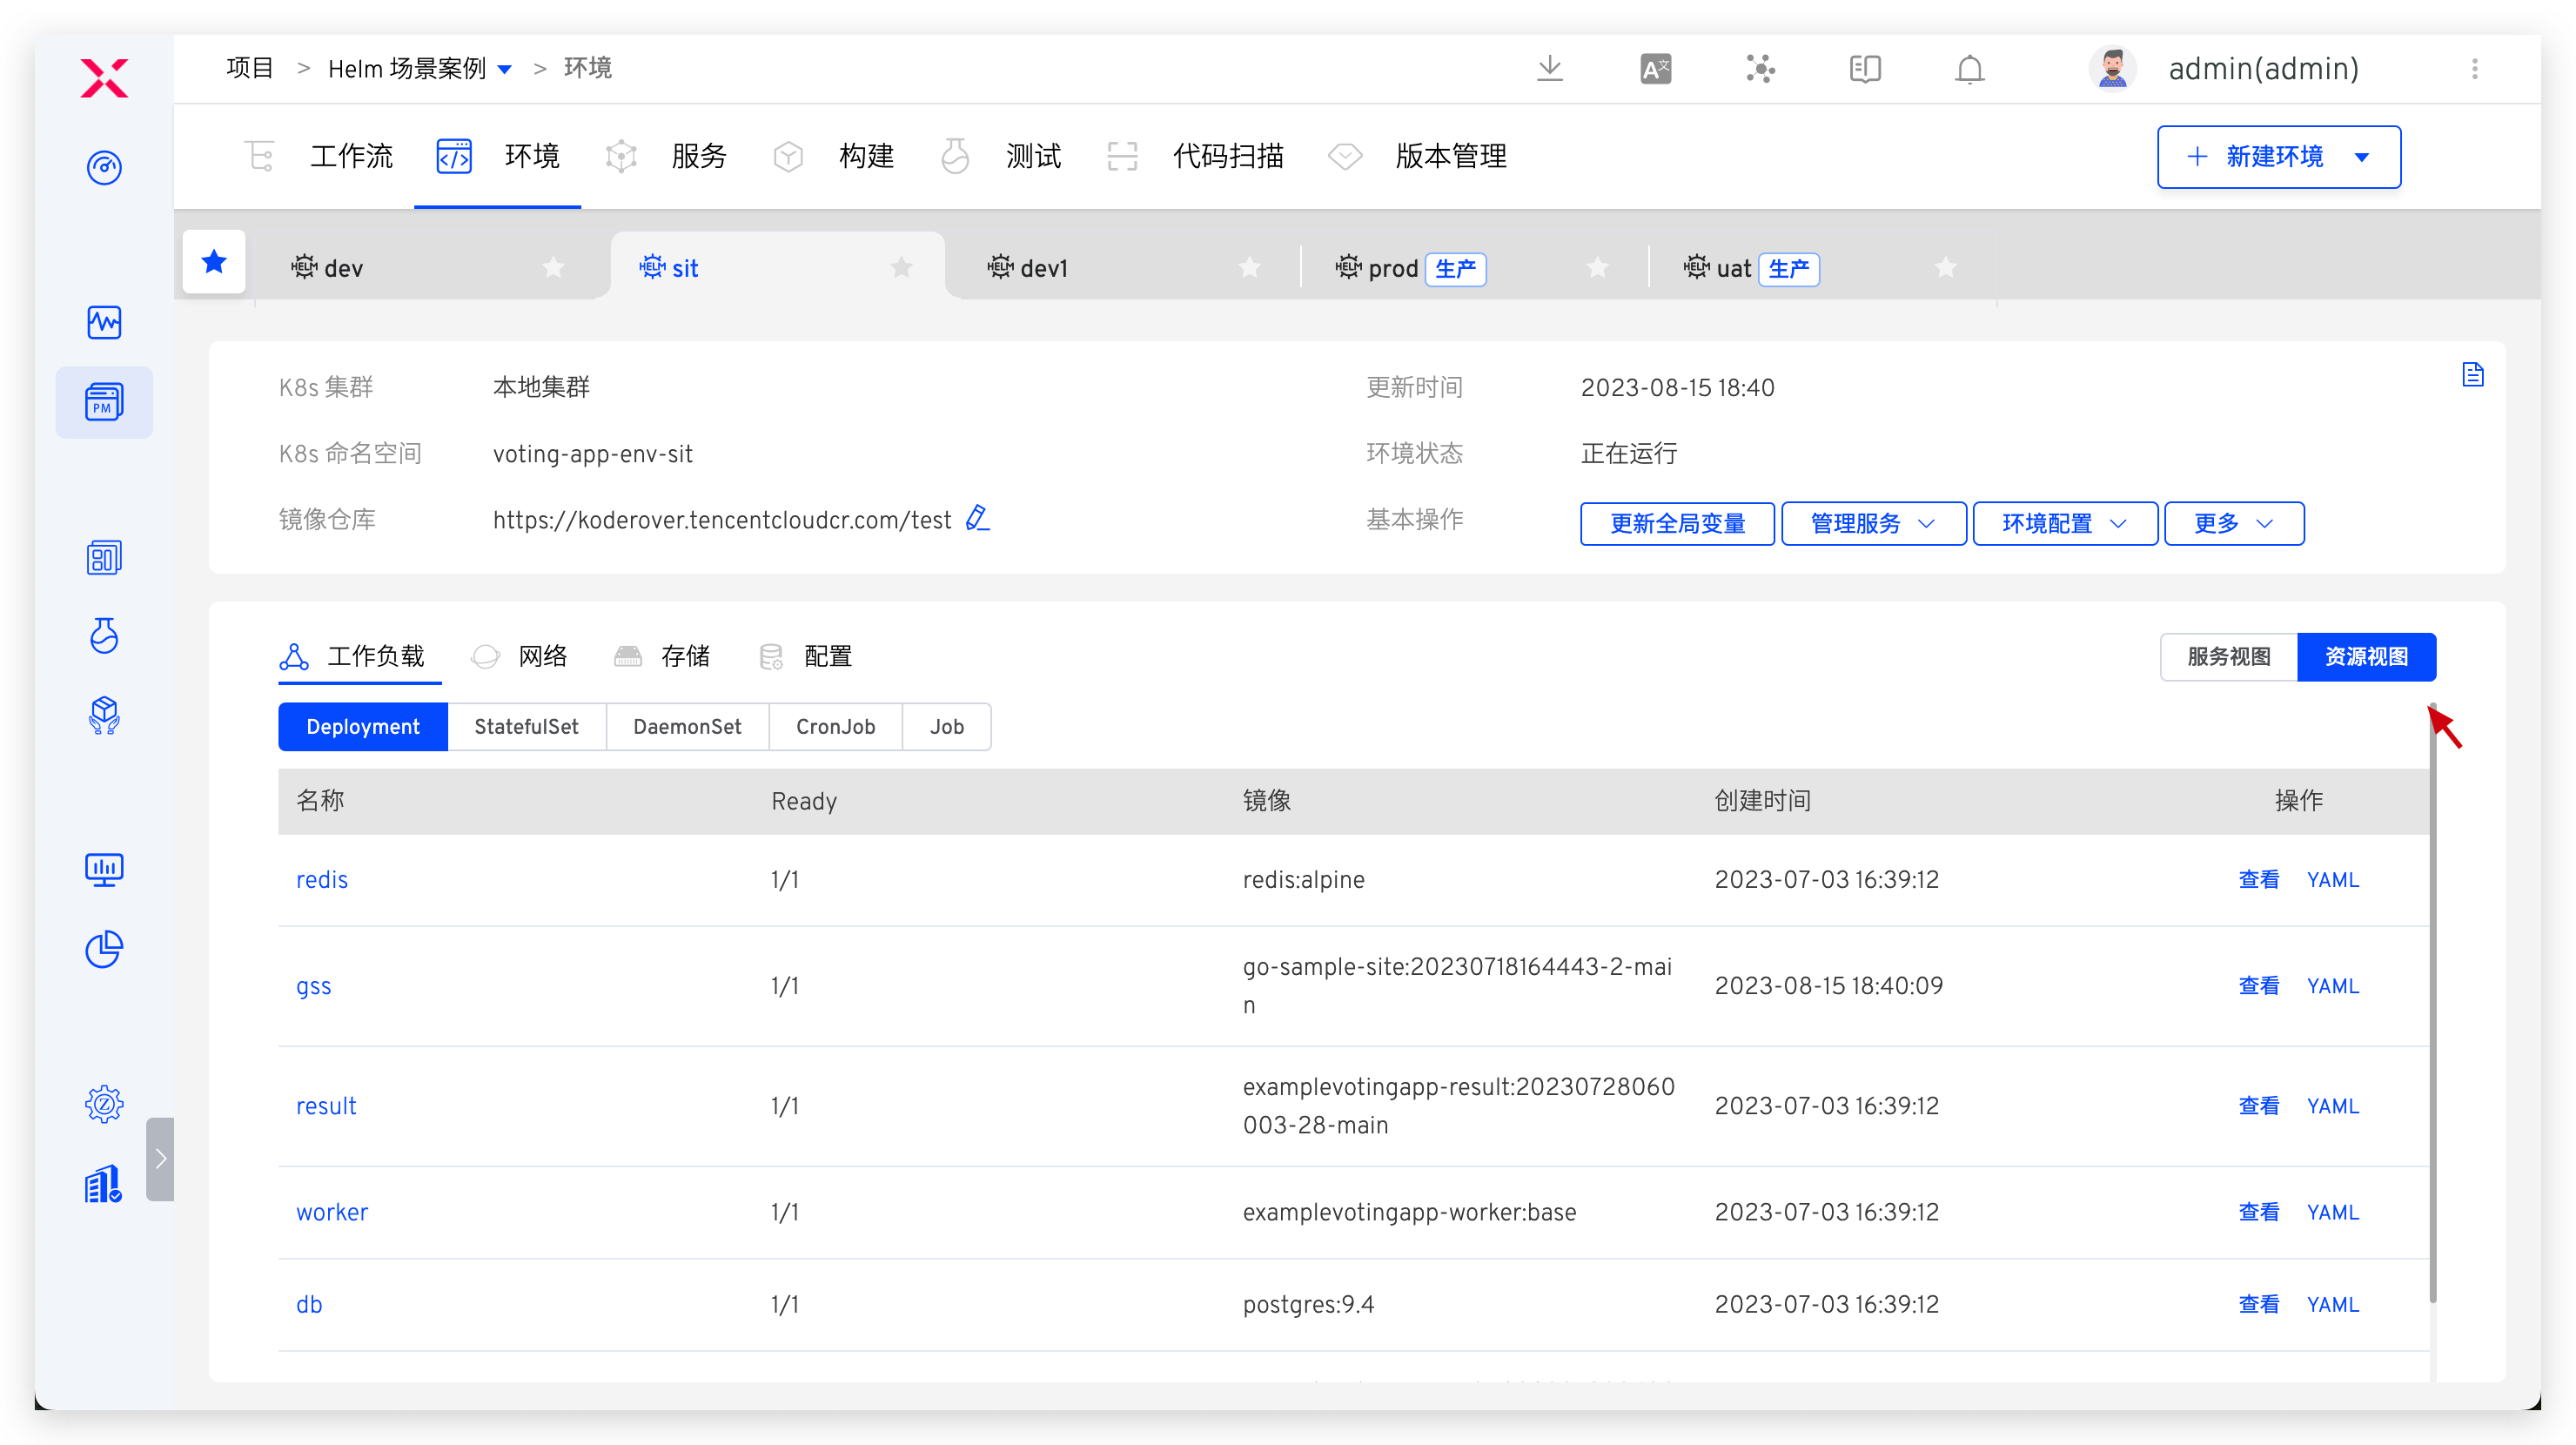 项目 > Helm 场景案例 > 环境
admin(admin)
工作流 环境 服务 构建 测试 代码扫描 版本管理
+ 新建环境
HELM dev
HELM sit
HELM dev1
HELM prod 生产
HELM uat 生产
PM
K8s 集群 本地集群 更新时间 2023-08-15 18:40
K8s 命名空间 voting-app-env-sit 环境状态 正在运行
镜像仓库 https://koderover.tencentcloudcr.com/test 基本操作 更新全局变量 管理服务 环境配置 更多
工作负载 网络 存储 配置 服务视图 资源视图
Deployment StatefulSet DaemonSet CronJob Job
名称 Ready 镜像 创建时间 操作
redis 1/1 redis:alpine 2023-07-03 16:39:12 查看 YAML
gss 1/1 go-sample-site:20230718164443-2-mai
n 2023-08-15 18:40:09 查看 YAML
result 1/1 examplevotingapp-result:20230728060
003-28-main 2023-07-03 16:39:12 查看 YAML
worker 1/1 examplevotingapp-worker:base 2023-07-03 16:39:12 查看 YAML
db 1/1 postgres:9.4 2023-07-03 16:39:12 查看 YAML